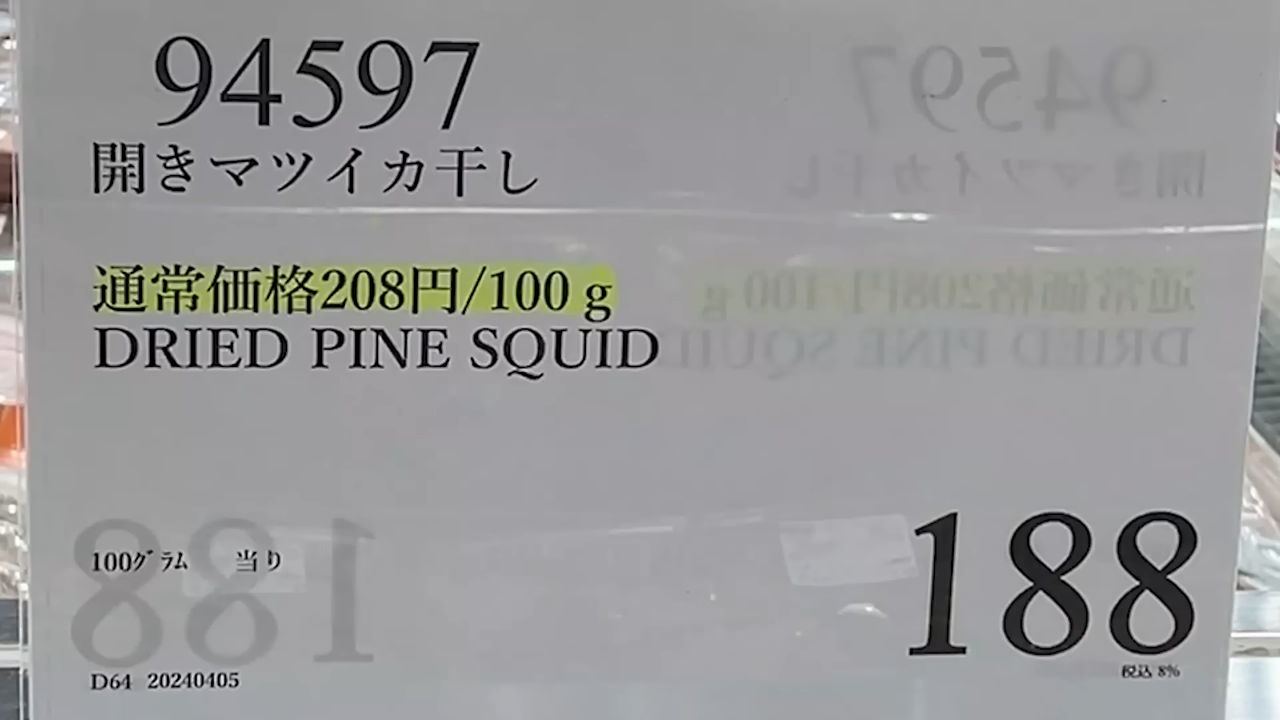 94597
開きマツイカ干し
通常価格208円/100 g
DRIED PINE SQUID
100グラム 当り
188
税込 8%
D64 20240405